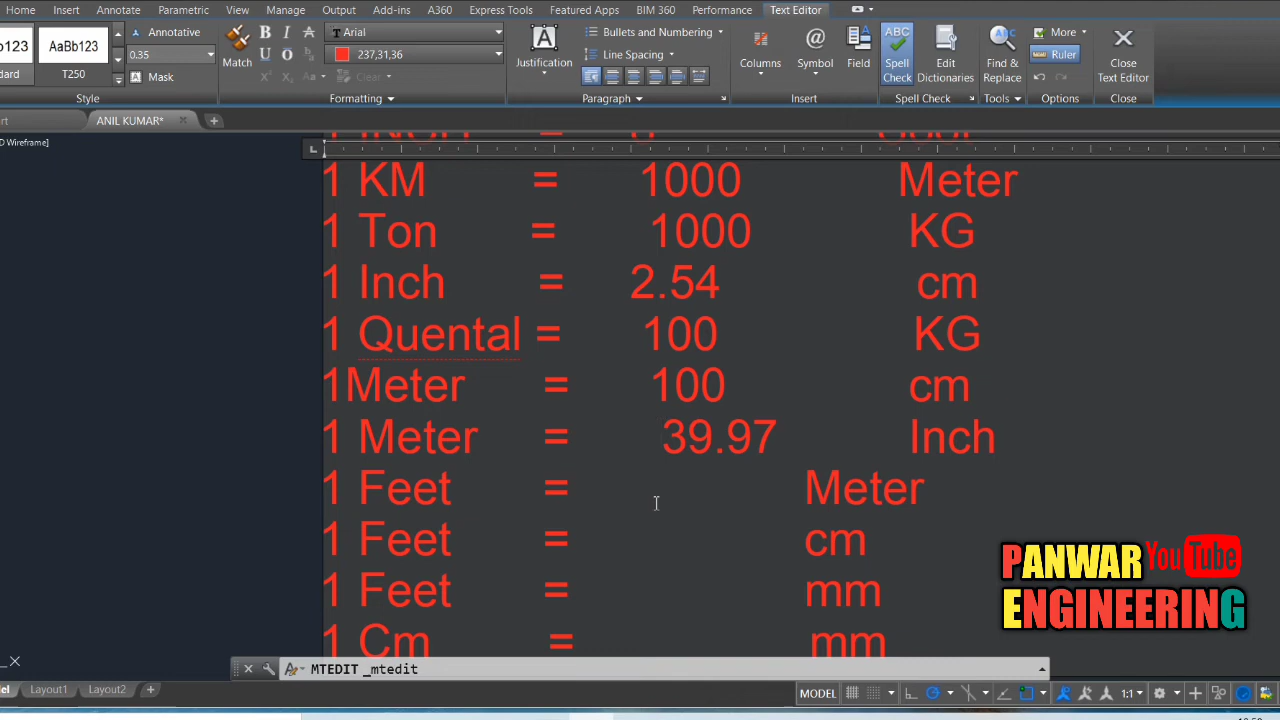 Home Insert Annotate Parametric View Manage Output Add-ins A360 Express Tools Featured Apps BIM 360 Performance Text Editor
AaBb123
T250
Annotative
0.35
Mask
Style
Match
B I A
Arial
U O
237,31,36
Clear
Formatting
Justification
Bullets and Numbering
Line Spacing
Paragraph
Columns
@
Symbol
Field
Insert
ABC
Spell Check
Edit Dictionaries
Spell Check
Find & Replace
Tools
More
Ruler
Options
Close Text Editor
Close
ANIL KUMAR*
D Wireframe]
1 KM = 1000 Meter
1 Ton = 1000 KG
1 Inch = 2.54 cm
1 Quental = 100 KG
1Meter = 100 cm
1 Meter = 39.97 Inch
1 Feet = Meter
1 Feet = cm
1 Feet = mm
1 Cm = mm
PANWAR YouTube
ENGINEERING
X
MTEDIT _mtedit
Layout1 Layout2 +
MODEL
1:1